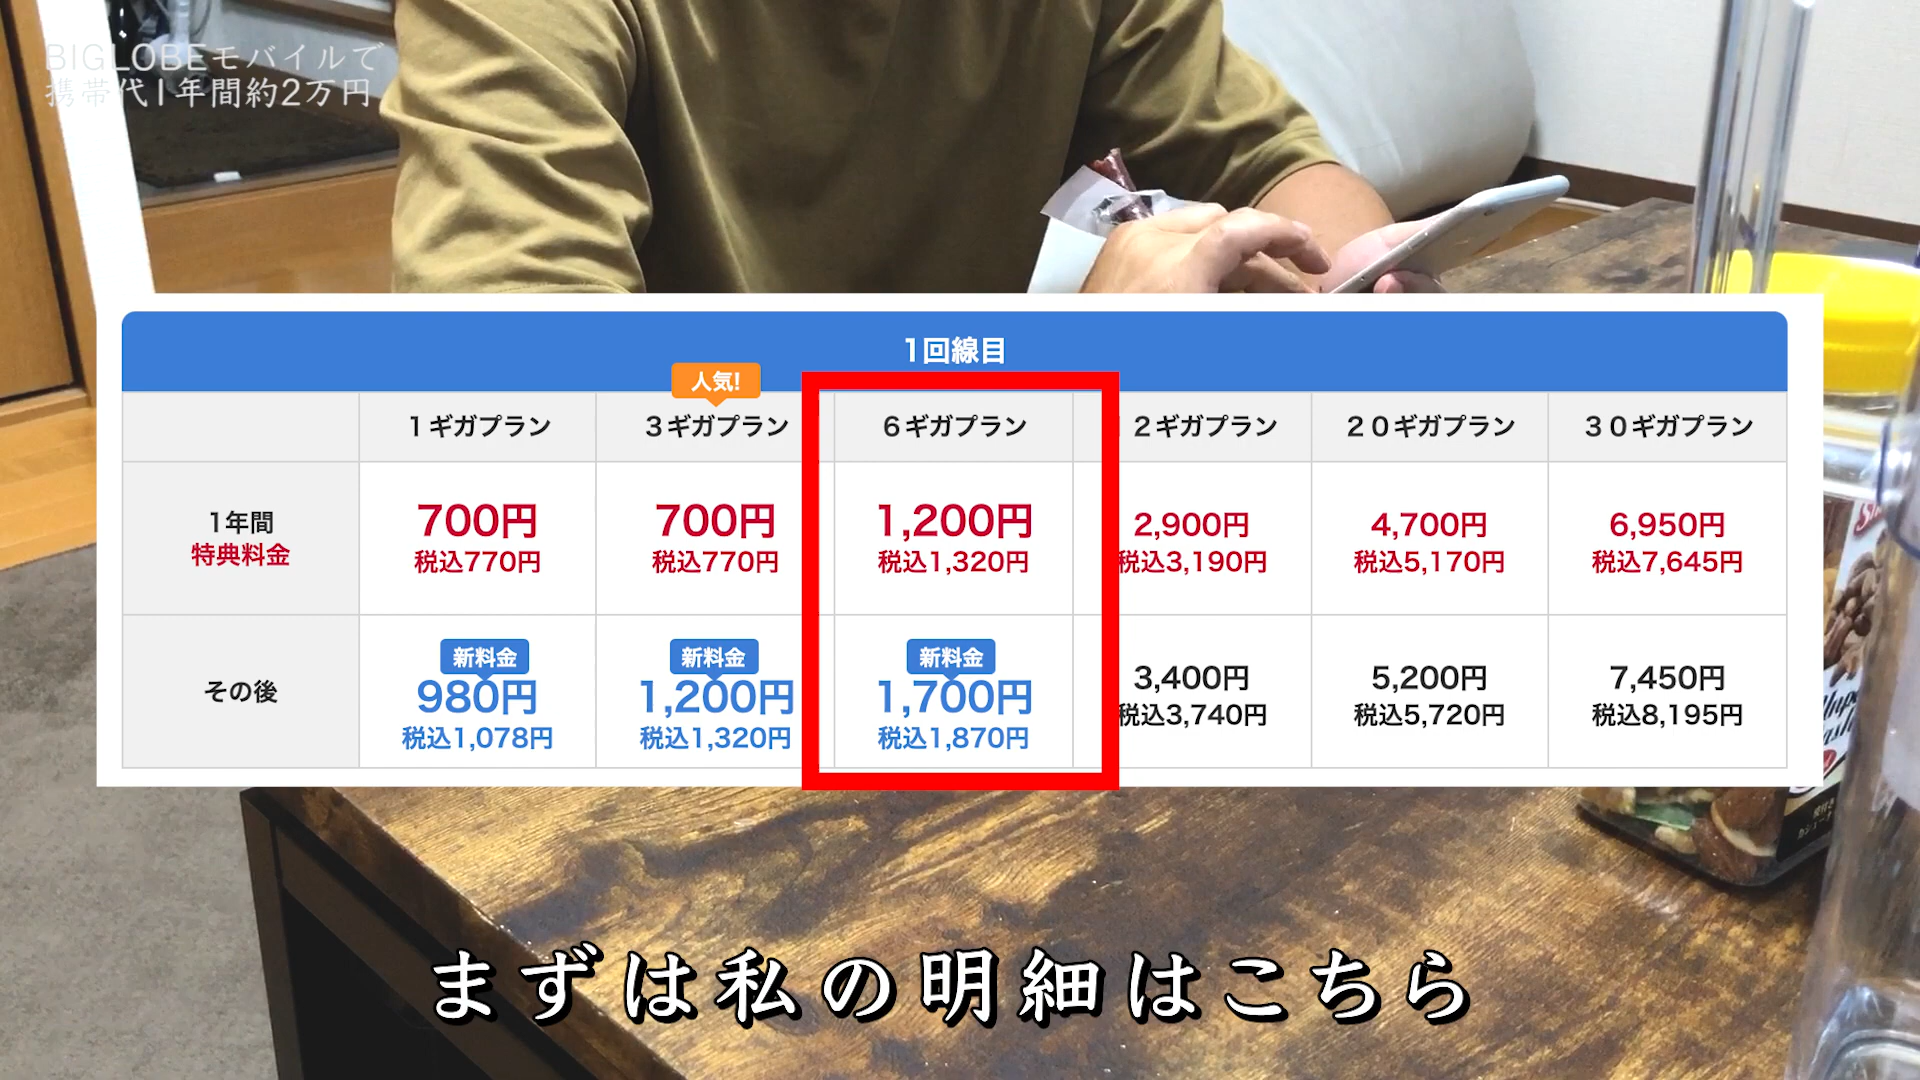 BIGLOBEモバイルで
携帯代1年間約2万円
1回線目
人気!
1ギガプラン 3ギガプラン 6ギガプラン 2ギガプラン 20ギガプラン 30ギガプラン
1年間
特典料金
700円 700円 1,200円 2,900円 4,700円 6,950円
税込770円 税込770円 税込1,320円 税込3,190円 税込5,170円 税込7,645円
その後
新料金 新料金 新料金
980円 1,200円 1,700円 3,400円 5,200円 7,450円
税込1,078円 税込1,320円 税込1,870円 税込3,740円 税込5,720円 税込8,195円
まずは私の明細はこちら